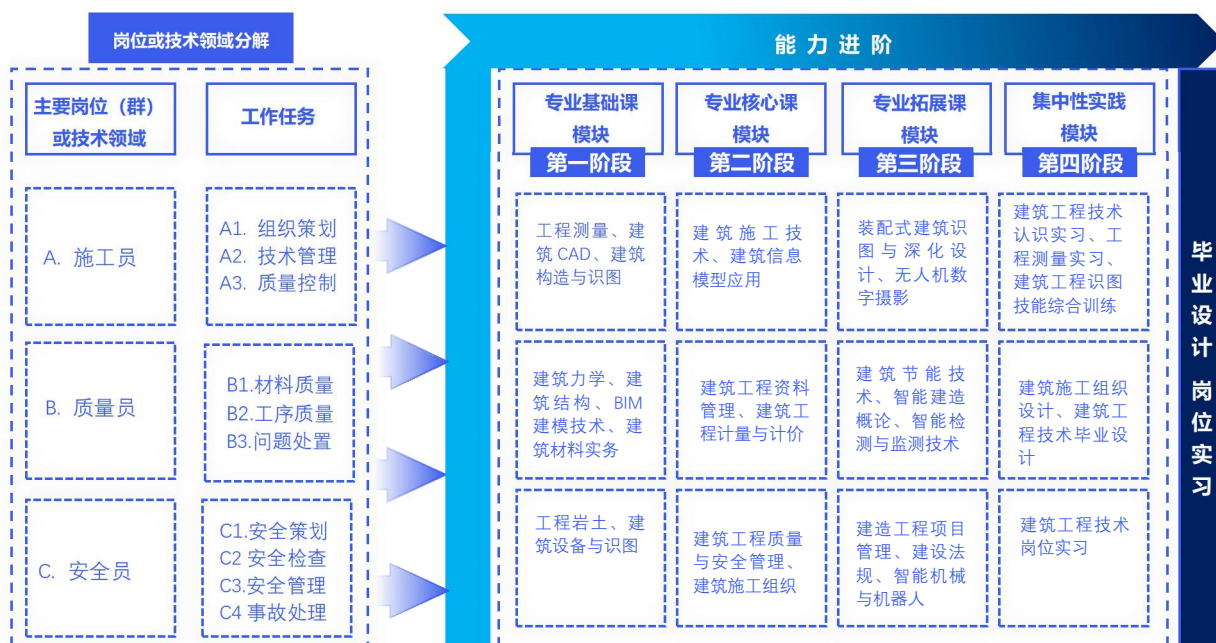 岗位或技术领域分解
能力进阶
主要岗位（群）
或技术领域
工作任务
专业基础课
模块
第一阶段
专业核心课
模块
第二阶段
专业拓展课
模块
第三阶段
集中性实践
模块
第四阶段
A. 施工员
A1. 组织策划
A2. 技术管理
A3. 质量控制
工程测量、建
筑 CAD、建筑
构造与识图
建筑施工技
术、建筑信息
模型应用
装配式建筑识
图与深化设
计、无人机数
字摄影
建筑工程技术
认识实习、工
程测量实习、
建筑工程识图
技能综合训练
B. 质量员
B1.材料质量
B2.工序质量
B3.问题处置
建筑力学、建
筑结构、BIM
建模技术、建
筑材料实务
建筑工程资料
管理、建筑工
程计量与计价
建筑节能技
术、智能建造
概论、智能检
测与监测技术
建筑施工组织
设计、建筑工
程技术毕业设
计
C. 安全员
C1.安全策划
C2 安全检查
C3.安全管理
C4 事故处理
工程岩土、建
筑设备与识图
建筑工程质量
与安全管理、
建筑施工组织
建造工程项目
管理、建设法
规、智能机械
与机器人
建筑工程技术
岗位实习
毕业设计 岗位实习